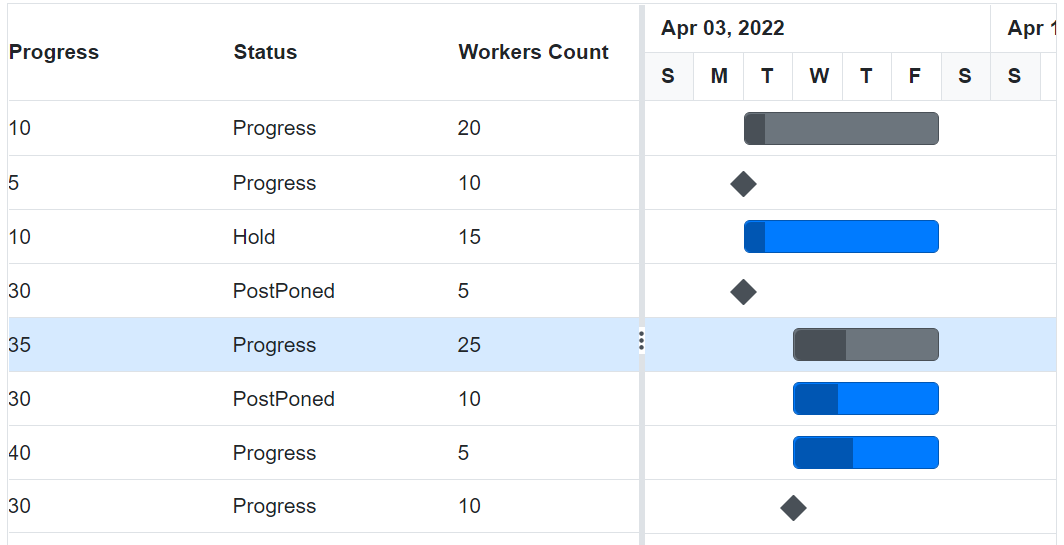 Progress Status Workers Count Apr 03, 2022 Apr 1
S M T W T F S S
10 Progress 20
5 Progress 10
10 Hold 15
30 PostPoned 5
35 Progress 25
30 PostPoned 10
40 Progress 5
30 Progress 10